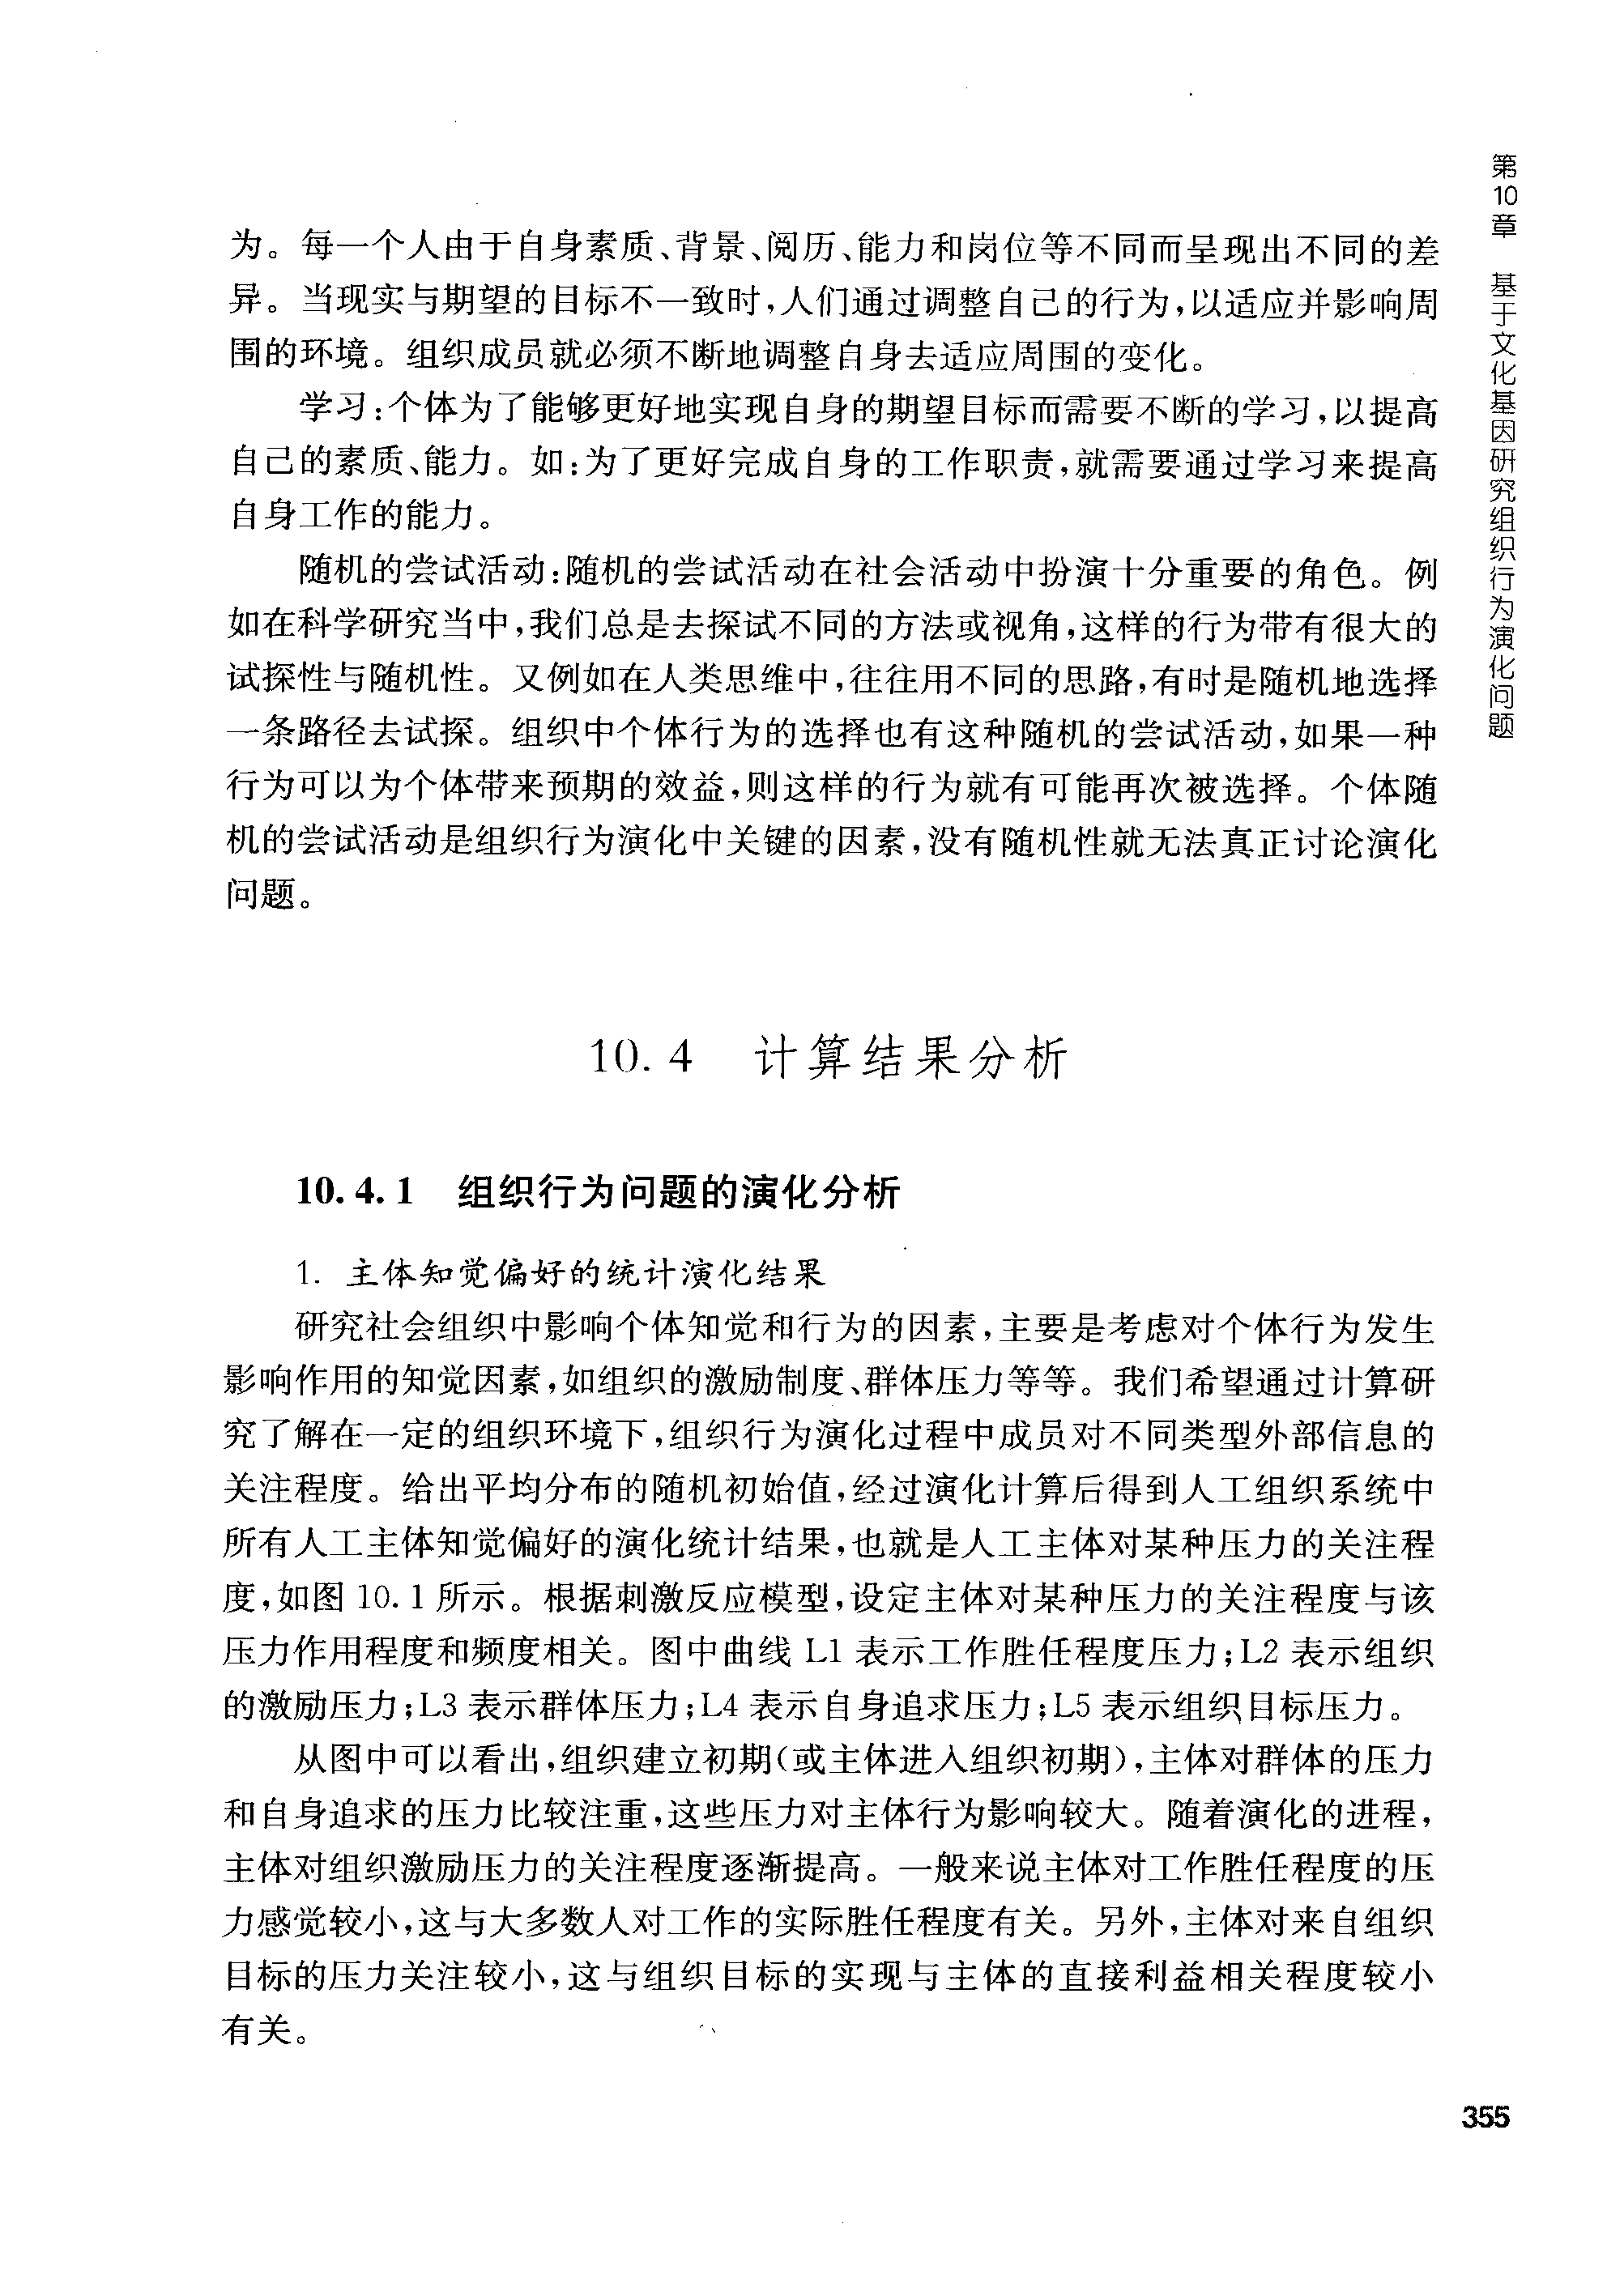 第10章 基于文化基因研究组织行为演化问题
为。每一个人由于自身素质、背景、阅历、能力和岗位等不同而呈现出不同的差
异。当现实与期望的目标不一致时,人们通过调整自己的行为,以适应并影响周
围的环境。组织成员就必须不断地调整自身去适应周围的变化。
学习:个体为了能够更好地实现自身的期望目标而需要不断的学习,以提高
自己的素质、能力。如:为了更好完成自身的工作职责,就需要通过学习来提高
自身工作的能力。
随机的尝试活动:随机的尝试活动在社会活动中扮演十分重要的角色。例
如在科学研究当中,我们总是去探试不同的方法或视角,这样的行为带有很大的
试探性与随机性。又例如在人类思维中,往往用不同的思路,有时是随机地选择
一条路径去试探。组织中个体行为的选择也有这种随机的尝试活动,如果一种
行为可以为个体带来预期的效益,则这样的行为就有可能再次被选择。个体随
机的尝试活动是组织行为演化中关键的因素,没有随机性就无法真正讨论演化
问题。
10.4 计算结果分析
10.4.1 组织行为问题的演化分析
1. 主体知觉偏好的统计演化结果
研究社会组织中影响个体知觉和行为的因素,主要是考虑对个体行为发生
影响作用的知觉因素,如组织的激励制度、群体压力等等。我们希望通过计算研
究了解在一定的组织环境下,组织行为演化过程中成员对不同类型外部信息的
关注程度。给出平均分布的随机初始值,经过演化计算后得到人工组织系统中
所有人工主体知觉偏好的演化统计结果,也就是人工主体对某种压力的关注程
度,如图 10.1 所示。根据刺激反应模型,设定主体对某种压力的关注程度与该
压力作用程度和频度相关。图中曲线 L1 表示工作胜任程度压力;L2 表示组织
的激励压力;L3 表示群体压力;L4 表示自身追求压力;L5 表示组织目标压力。
从图中可以看出,组织建立初期(或主体进入组织初期),主体对群体的压力
和自身追求的压力比较注重,这些压力对主体行为影响较大。随着演化的进程,
主体对组织激励压力的关注程度逐渐提高。一般来说主体对工作胜任程度的压
力感觉较小,这与大多数人对工作的实际胜任程度有关。另外,主体对来自组织
目标的压力关注较小,这与组织目标的实现与主体的直接利益相关程度较小
有关。
355